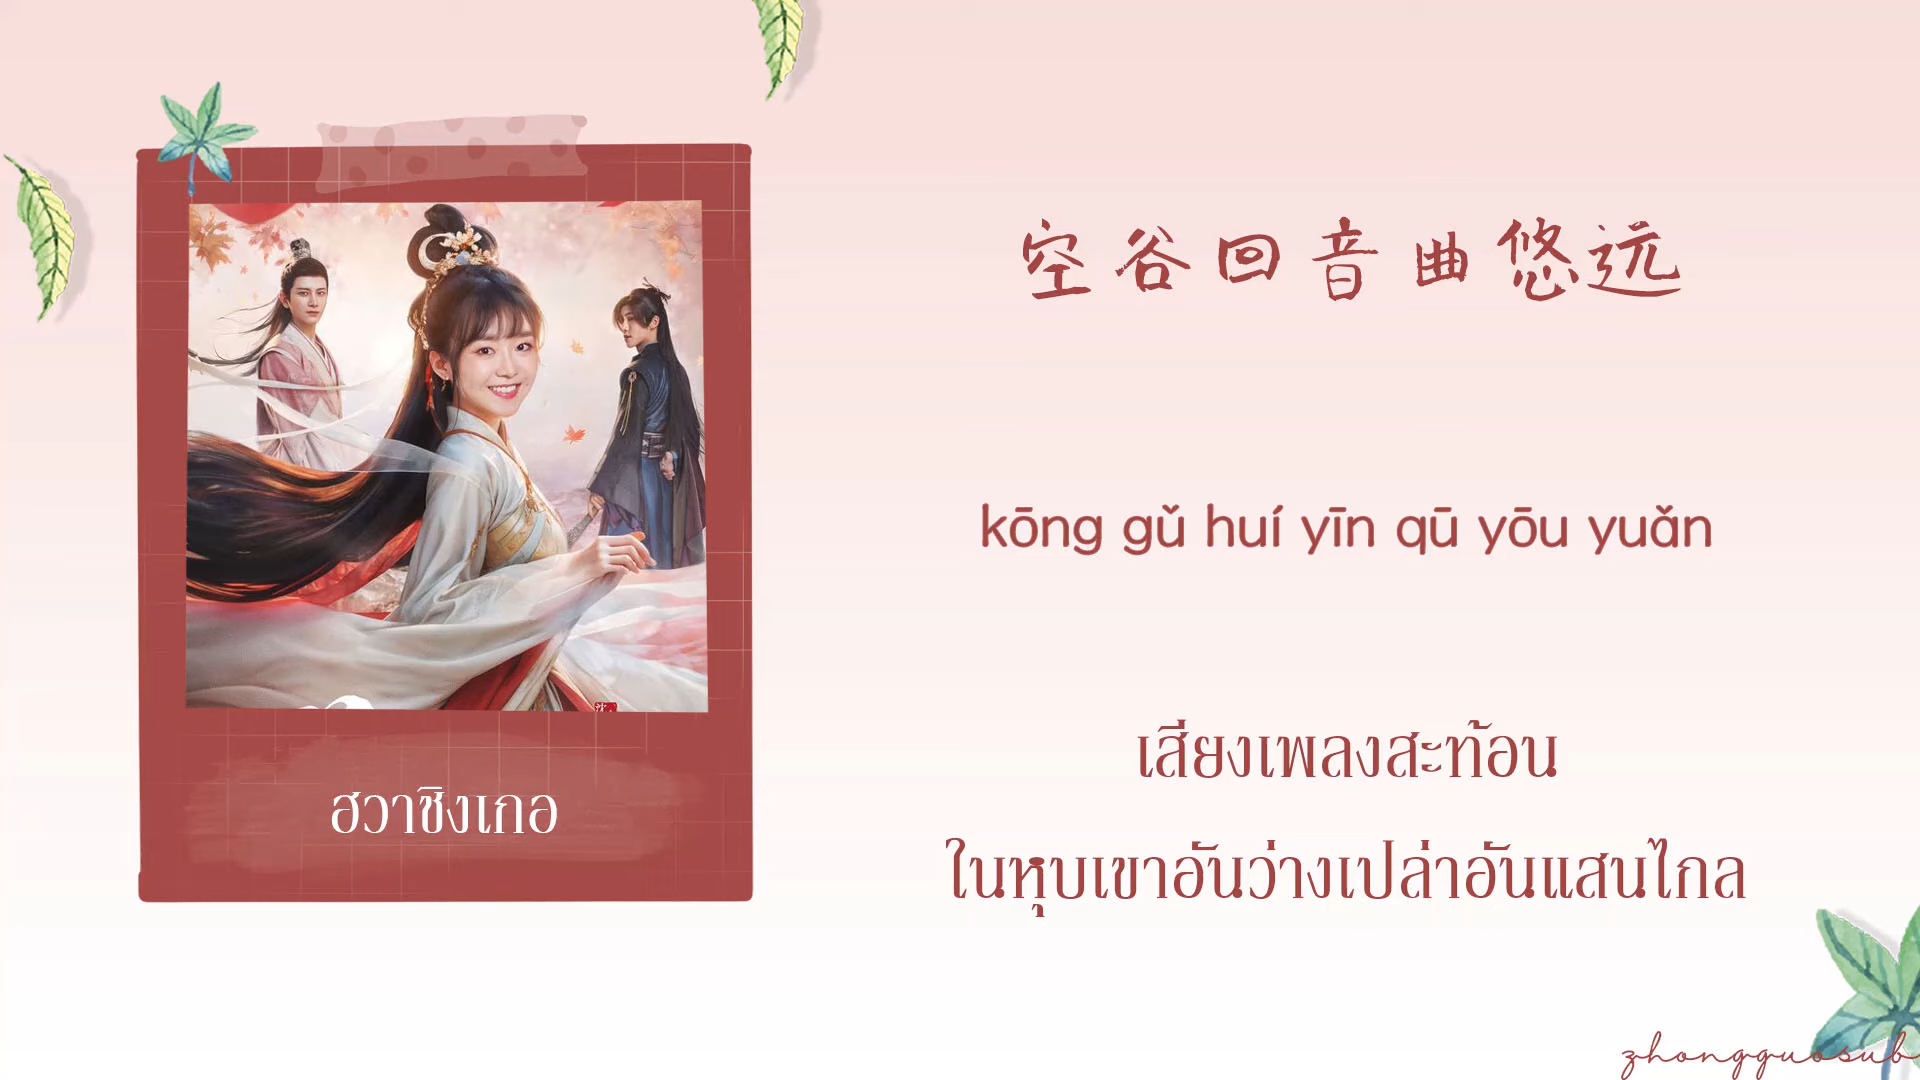 空谷回音曲悠远
kōng gǔ huí yīn qū yōu yuǎn
เสียงเพลงสะท้อน
ในหุบเขาอันว่างเปล่าอันแสนไกล
ฮวาชิงเกอ
zhongguosub